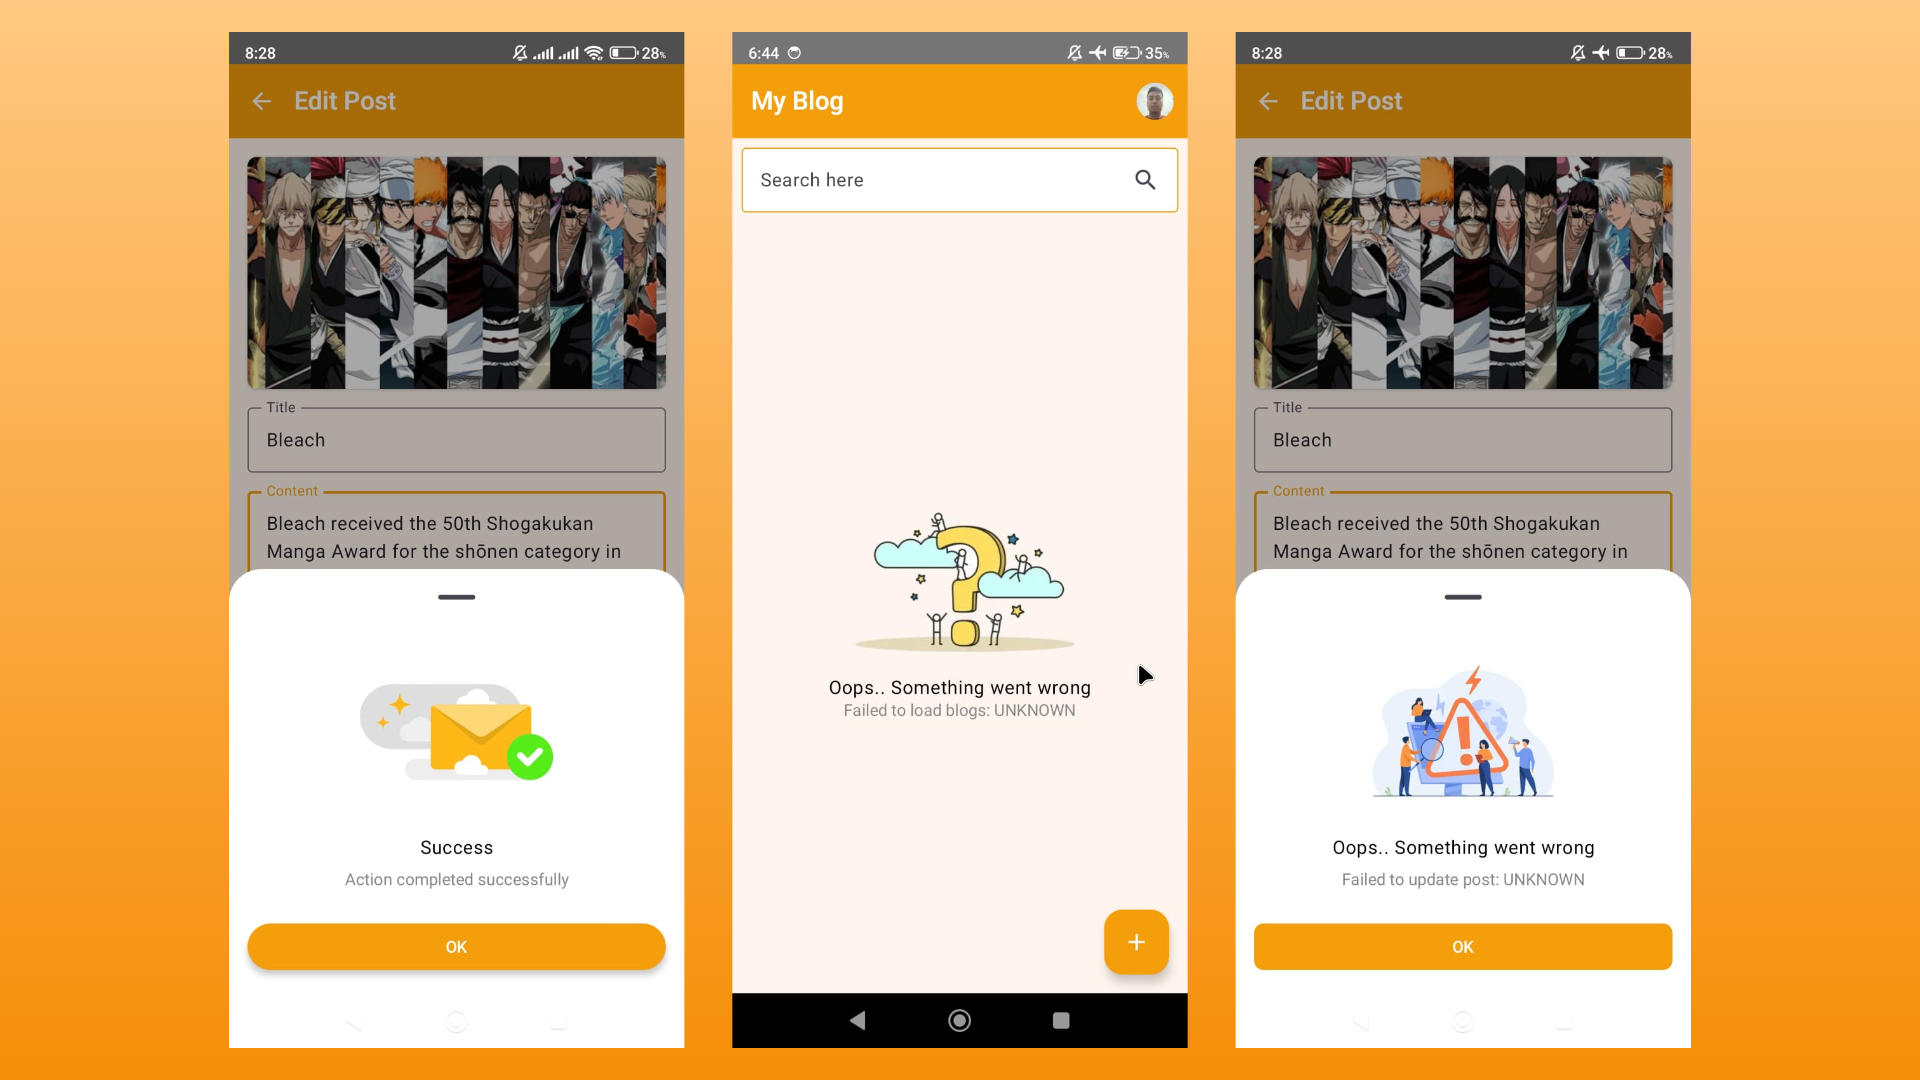 8:28
28%
Edit Post
Title
Bleach
Content
Bleach received the 50th Shogakukan
Manga Award for the shōnen category in
Success
Action completed successfully
OK
6:44
35%
My Blog
Search here
Oops.. Something went wrong
Failed to load blogs: UNKNOWN
+
8:28
28%
Edit Post
Title
Bleach
Content
Bleach received the 50th Shogakukan
Manga Award for the shōnen category in
Oops.. Something went wrong
Failed to update post: UNKNOWN
OK